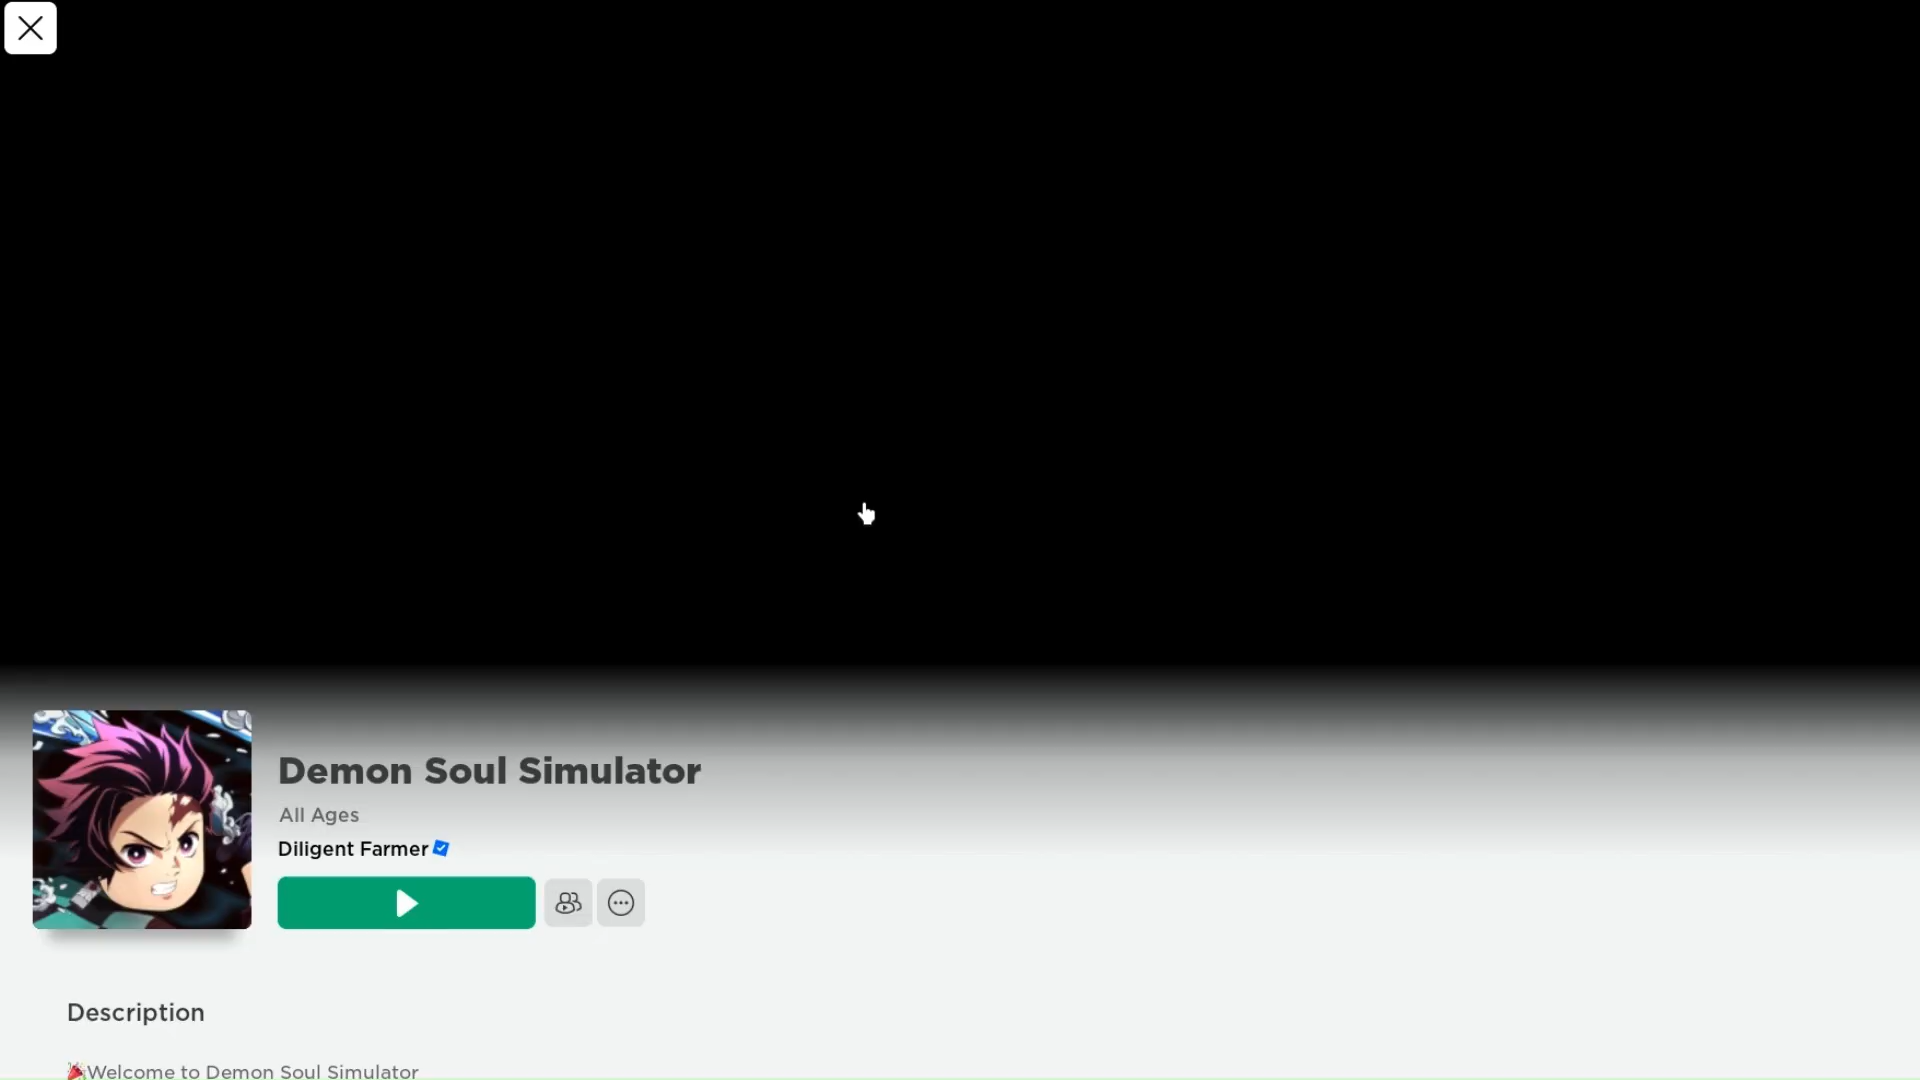 Demon Soul Simulator
All Ages
Diligent Farmer
Description
🎉Welcome to Demon Soul Simulator